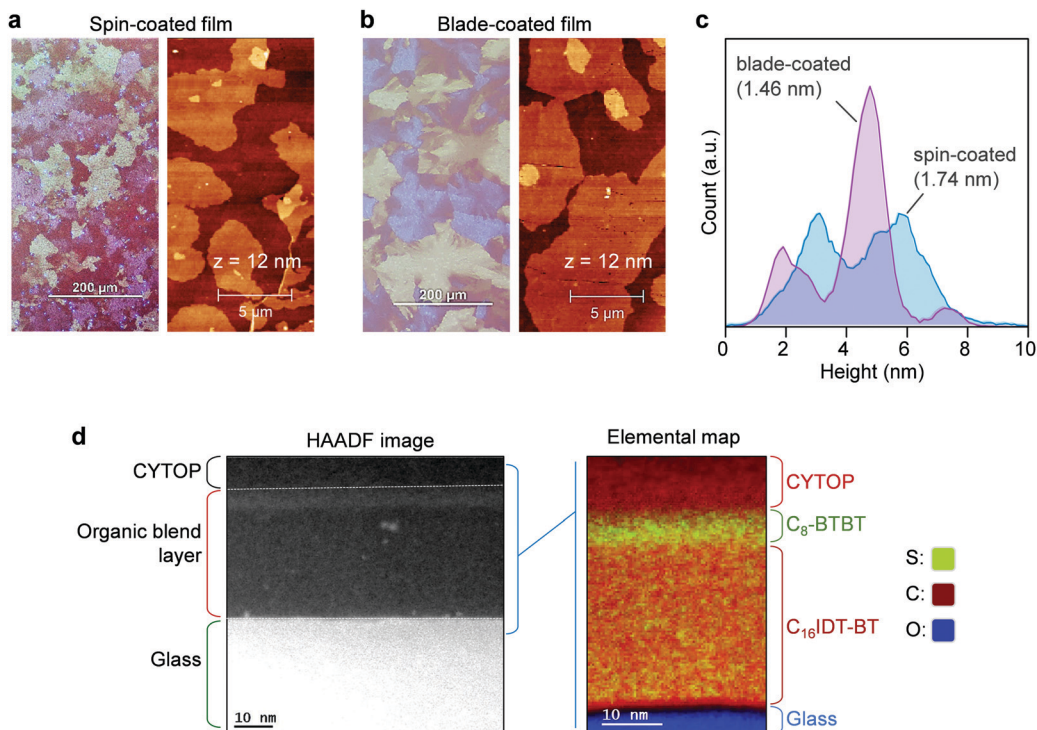 a
Spin-coated film
200 µm
z = 12 nm
5 µm
b
Blade-coated film
200 µm
z = 12 nm
5 µm
c
Count (a.u.)
blade-coated
(1.46 nm)
spin-coated
(1.74 nm)
0 2 4 6 8 10
Height (nm)
d
HAADF image
CYTOP
Organic blend
layer
Glass
10 nm
Elemental map
CYTOP
C₈-BTBT
C₁₆IDT-BT
Glass
10 nm
S:
C:
O: